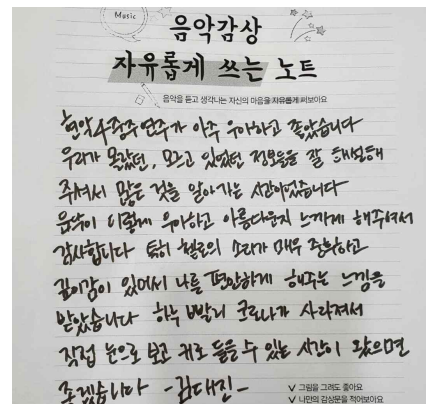 Music
음악감상
자유롭게 쓰는 노트
음악을 듣고 생각나는 자신의 마음을 자유롭게 펴보아요
현악4중주 연주가 아주 우아하고 좋았습니다
우리가 몰랐던, 모르고 있었던 정보들을 잘 해설해
주셔서 많은 것을 알아가는 시간이었습니다
음악이 이렇게 우아하고 아름다운지 느끼게 해주셔서
감사합니다 특히 첼로의 소리가 매우 중후하고
깊이감이 있어서 나를 편안하게 해주는 느낌을
받았습니다 하루 빨리 코로나가 사라져서
직접 눈으로 보고 귀로 들을 수 있는 시간이 왔으면
좋겠습니다 -김대진-
✓ 그림을 그려도 좋아요
✓ 나만의 감상문을 적어보아요